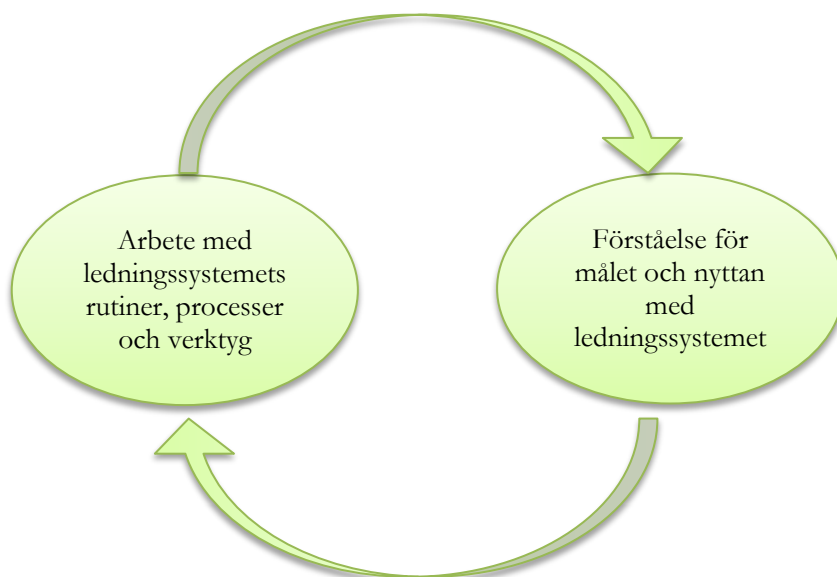 Arbete med
ledningssystemets
rutiner, processer
och verktyg
Förståelse för
målet och nyttan
med
ledningssystemet